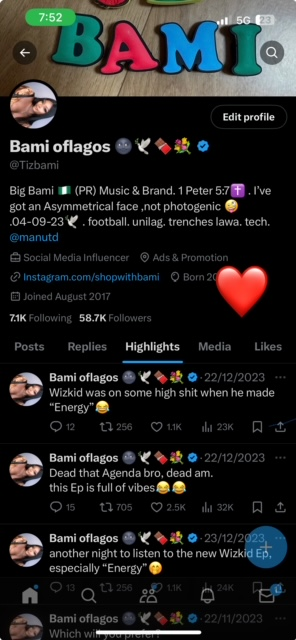 7:52
5G 23
BAMI
Edit profile
Bami oflagos
@Tizbami
Big Bami 🇳🇬 (PR) Music & Brand. 1 Peter 5:7✝️ . I've
got an Asymmetrical face ,not photogenic 🤣
.04-09-23🕊 . football. unilag. trenches lawa. tech.
@manutd
Social Media Influencer Ads & Promotion
Instagram.com/shopwithbami Born 20
Joined August 2017
7.1K Following 58.7K Followers
Posts Replies Highlights Media Likes
Bami oflagos · 22/12/2023
Wizkid was on some high shit when he made
“Energy”😂
12 256 1.1K 23K
Bami oflagos · 22/12/2023
Dead that Agenda bro, dead am.
this Ep is full of vibes😂😂
15 705 2.5K 32K
Bami oflagos · 23/12/2023
another night to listen to the new Wizkid Ep,
especially “Energy”🤭
13 256 1.1K 24K
Bami oflagos · 22/11/2023
Which will you prefer?